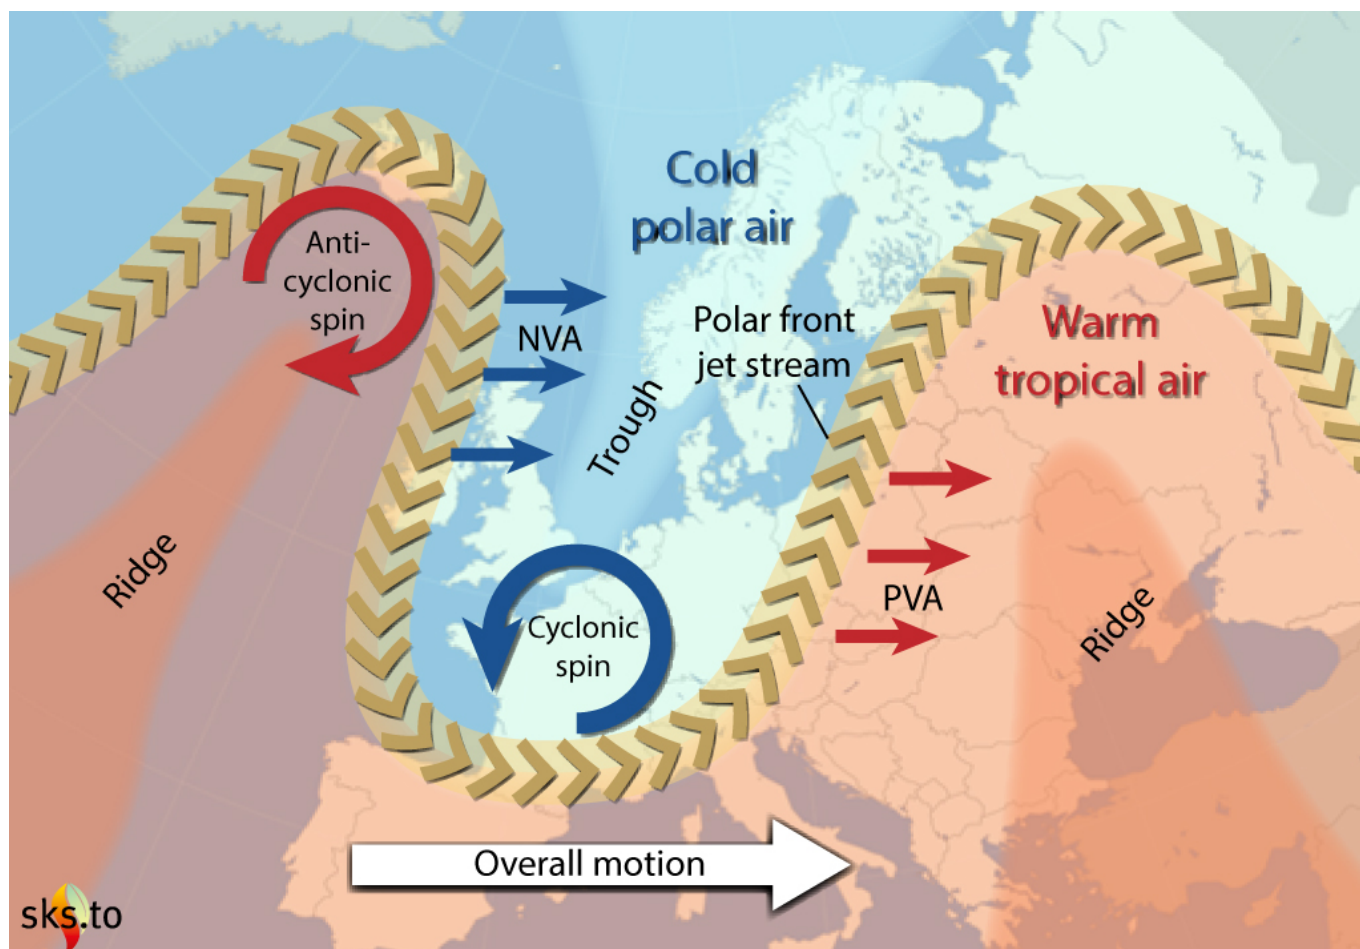 Cold
polar air
Anti-
cyclonic
spin
NVA
Polar front
jet stream
Warm
tropical air
Trough
Ridge
Cyclonic
spin
PVA
Ridge
Overall motion
sks.to